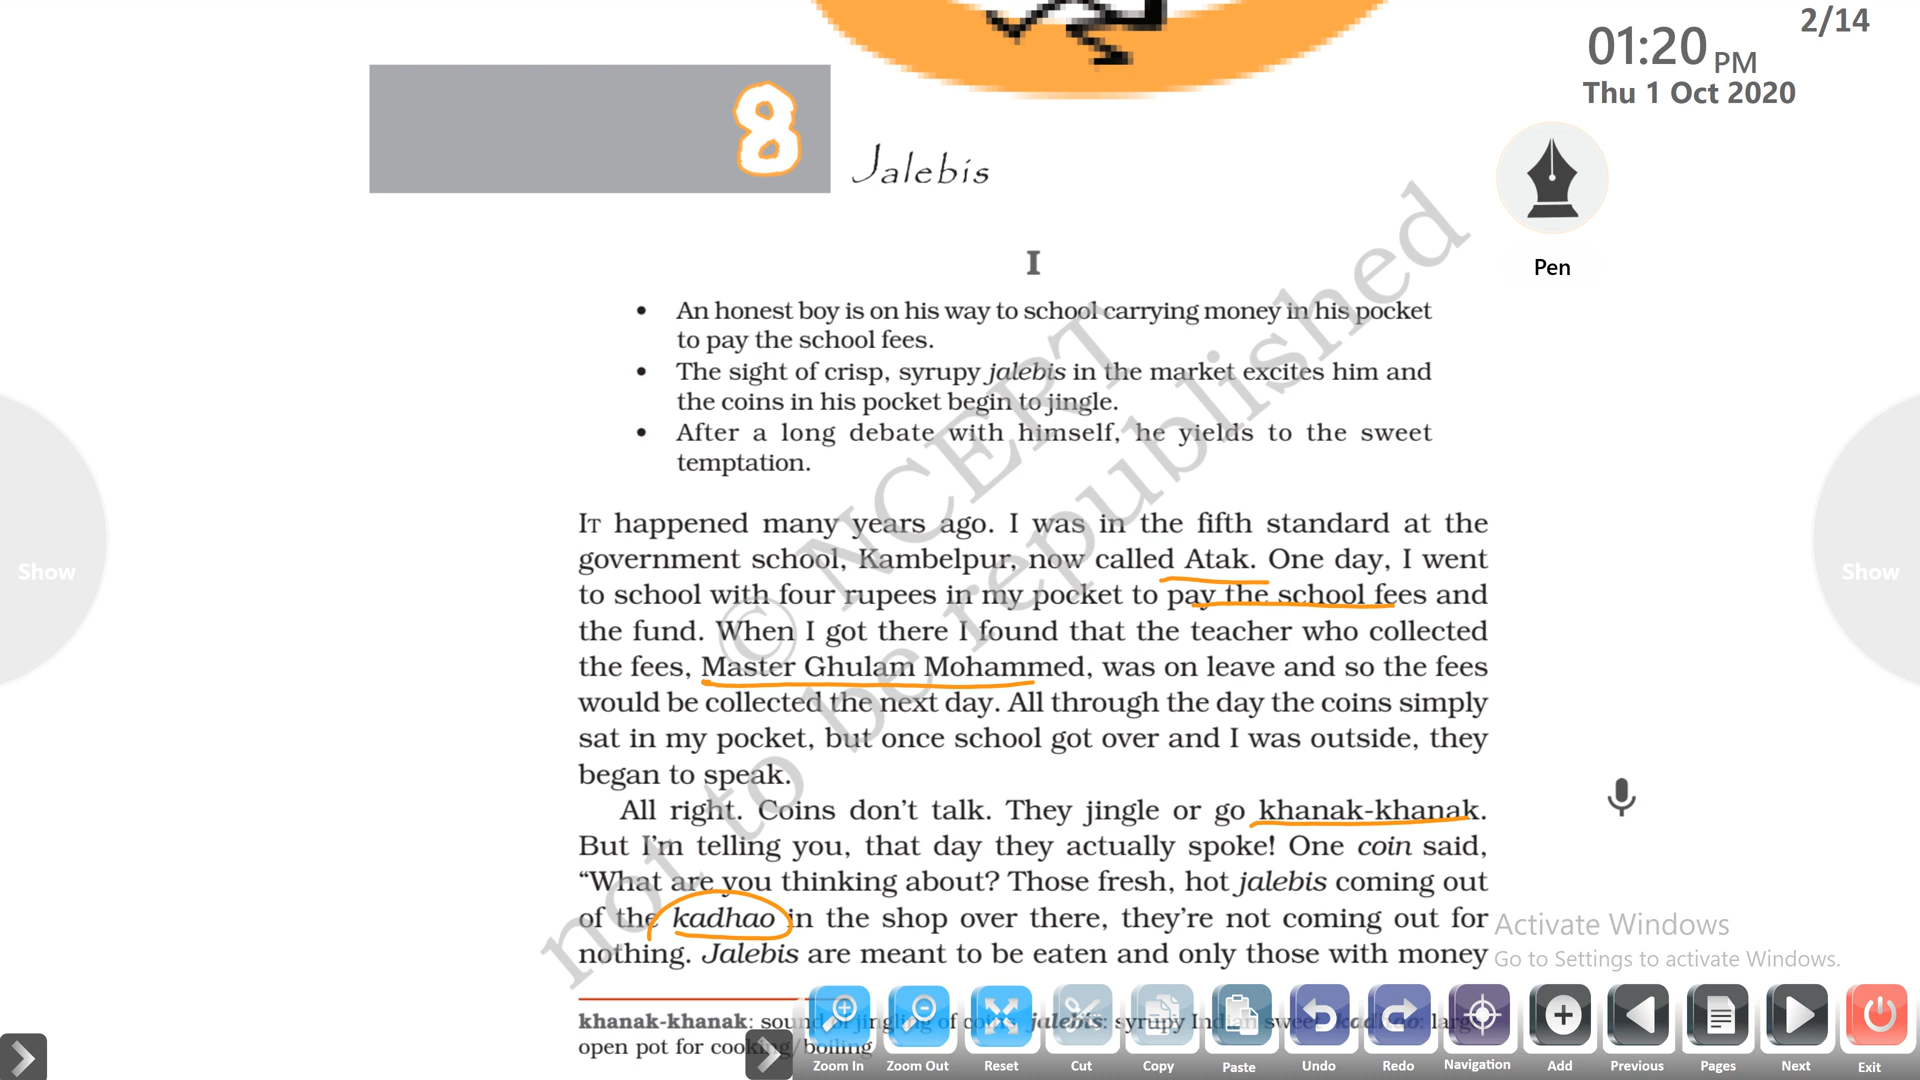 2/14
01:20 PM
Thu 1 Oct 2020
8
Jalebis
Pen
I
• An honest boy is on his way to school carrying money in his pocket
to pay the school fees.
• The sight of crisp, syrupy jalebis in the market excites him and
the coins in his pocket begin to jingle.
• After a long debate with himself, he yields to the sweet
temptation.
IT happened many years ago. I was in the fifth standard at the
government school, Kambelpur, now called Atak. One day, I went
to school with four rupees in my pocket to pay the school fees and
the fund. When I got there I found that the teacher who collected
the fees, Master Ghulam Mohammed, was on leave and so the fees
would be collected the next day. All through the day the coins simply
sat in my pocket, but once school got over and I was outside, they
began to speak.
All right. Coins don't talk. They jingle or go khanak-khanak.
But I'm telling you, that day they actually spoke! One coin said,
“What are you thinking about? Those fresh, hot jalebis coming out
of the kadhao in the shop over there, they're not coming out for
nothing. Jalebis are meant to be eaten and only those with money
© NCERT
not to be republished
Show
Show
Activate Windows
Go to Settings to activate Windows.
khanak-khanak: sound of jingling of jalebis: syrupy Indian
open pot for cooking/boiling
Zoom In Zoom Out Reset Cut Copy Paste Undo Redo Navigation Add Previous Pages Next Exit